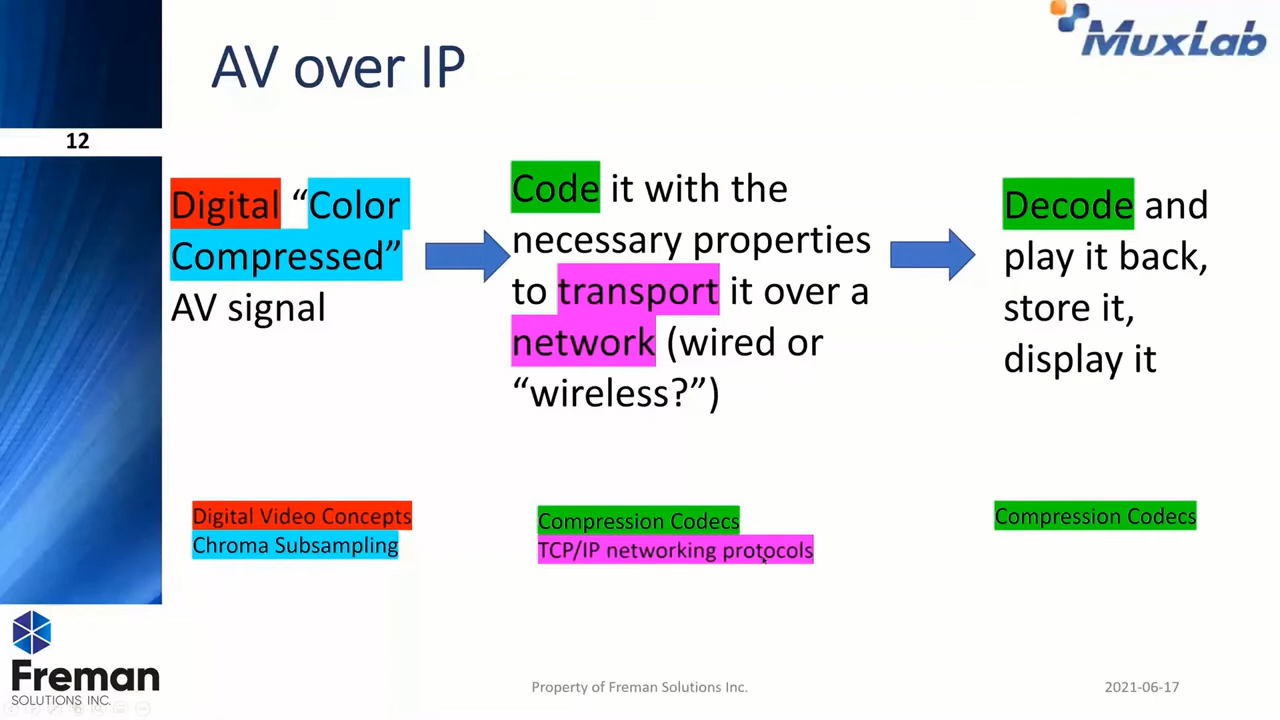 AV over IP
MUXLAB
12
Digital “Color
Compressed”
AV signal
Code it with the
necessary properties
to transport it over a
network (wired or
“wireless?”)
Decode and
play it back,
store it,
display it
Digital Video Concepts
Chroma Subsampling
Compression Codecs
TCP/IP networking protocols
Compression Codecs
Freman
SOLUTIONS INC.
Property of Freman Solutions Inc.
2021-06-17